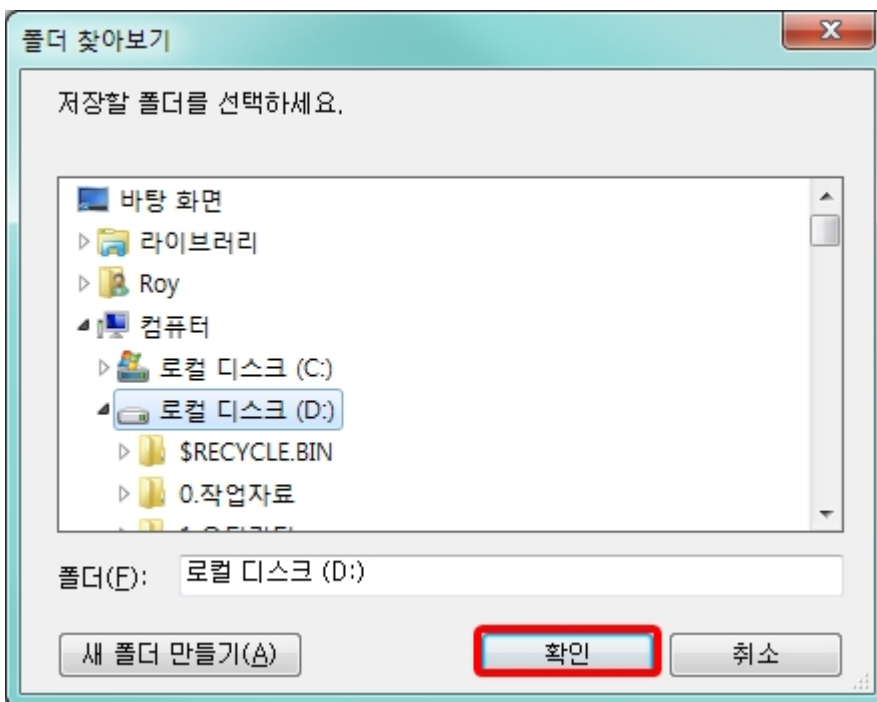 폴더 찾아보기
저장할 폴더를 선택하세요.
바탕 화면
라이브러리
Roy
컴퓨터
로컬 디스크 (C:)
로컬 디스크 (D:)
$RECYCLE.BIN
0.작업자료
폴더(F): 로컬 디스크 (D:)
새 폴더 만들기(A) 확인 취소